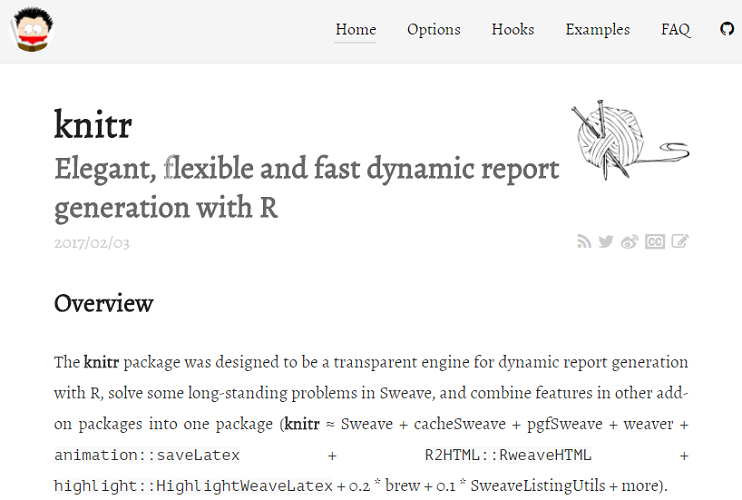 Home Options Hooks Examples FAQ
knitr
Elegant, flexible and fast dynamic report
generation with R
2017/02/03
CC
Overview
The knitr package was designed to be a transparent engine for dynamic report generation
with R, solve some long-standing problems in Sweave, and combine features in other add-
on packages into one package (knitr ≈ Sweave + cacheSweave + pgfSweave + weaver +
animation::saveLatex + R2HTML::RweaveHTML +
highlight::HighlightWeaveLatex + 0.2 * brew + 0.1 * SweaveListingUtils + more).